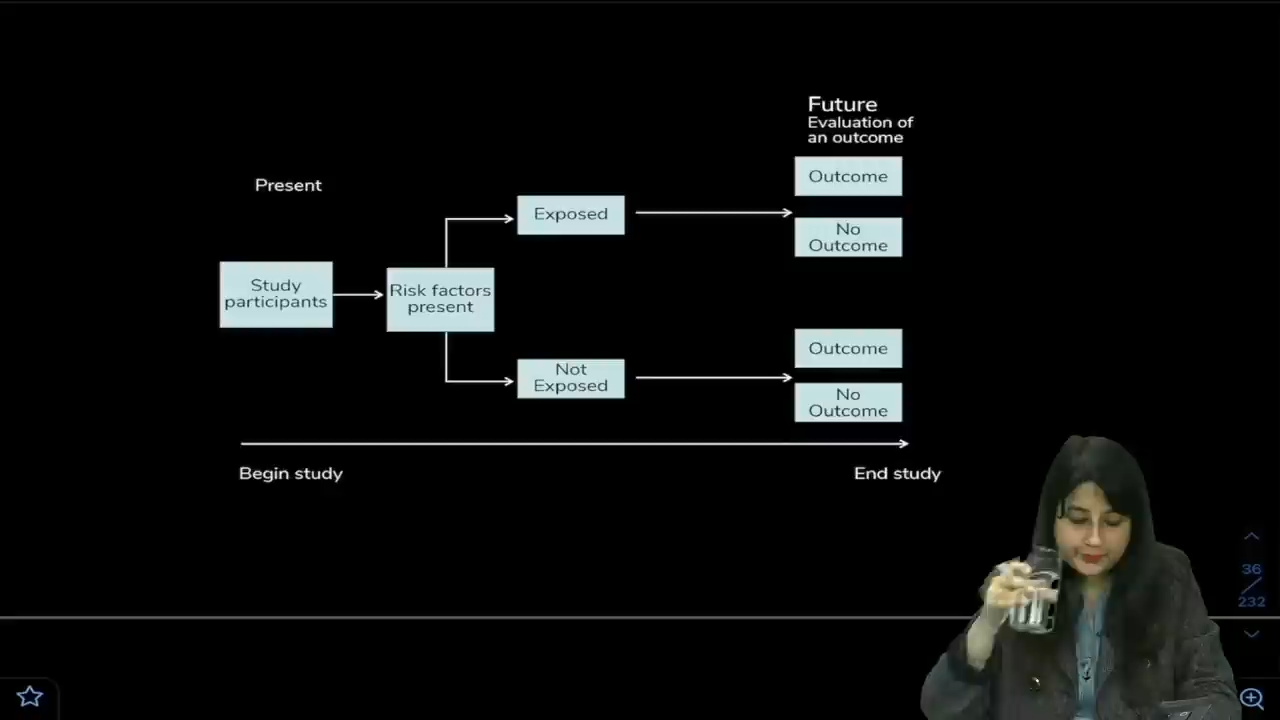 Future
Evaluation of
an outcome
Present
Outcome
Exposed
No
Outcome
Study
participants
Risk factors
present
Outcome
Not
Exposed
No
Outcome
Begin study
End study
36
232